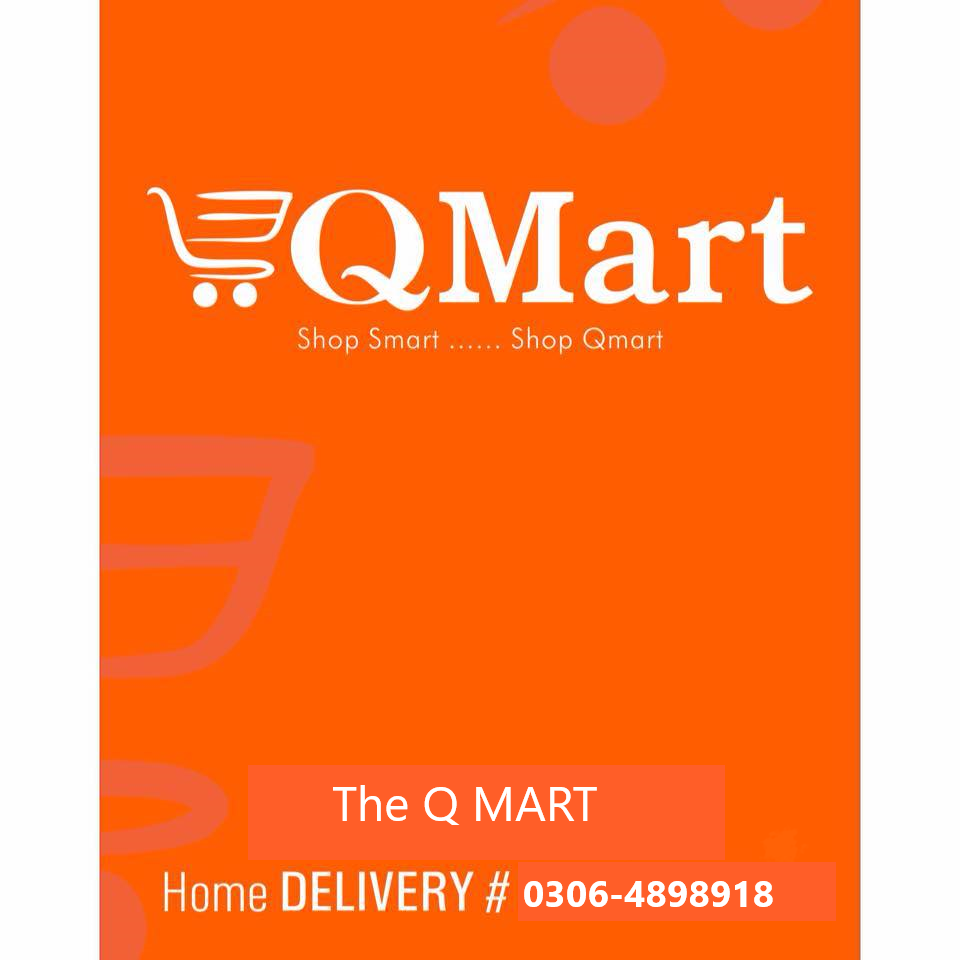 QMart
Shop Smart ...... Shop Qmart
The Q MART
Home DELIVERY # 0306-4898918